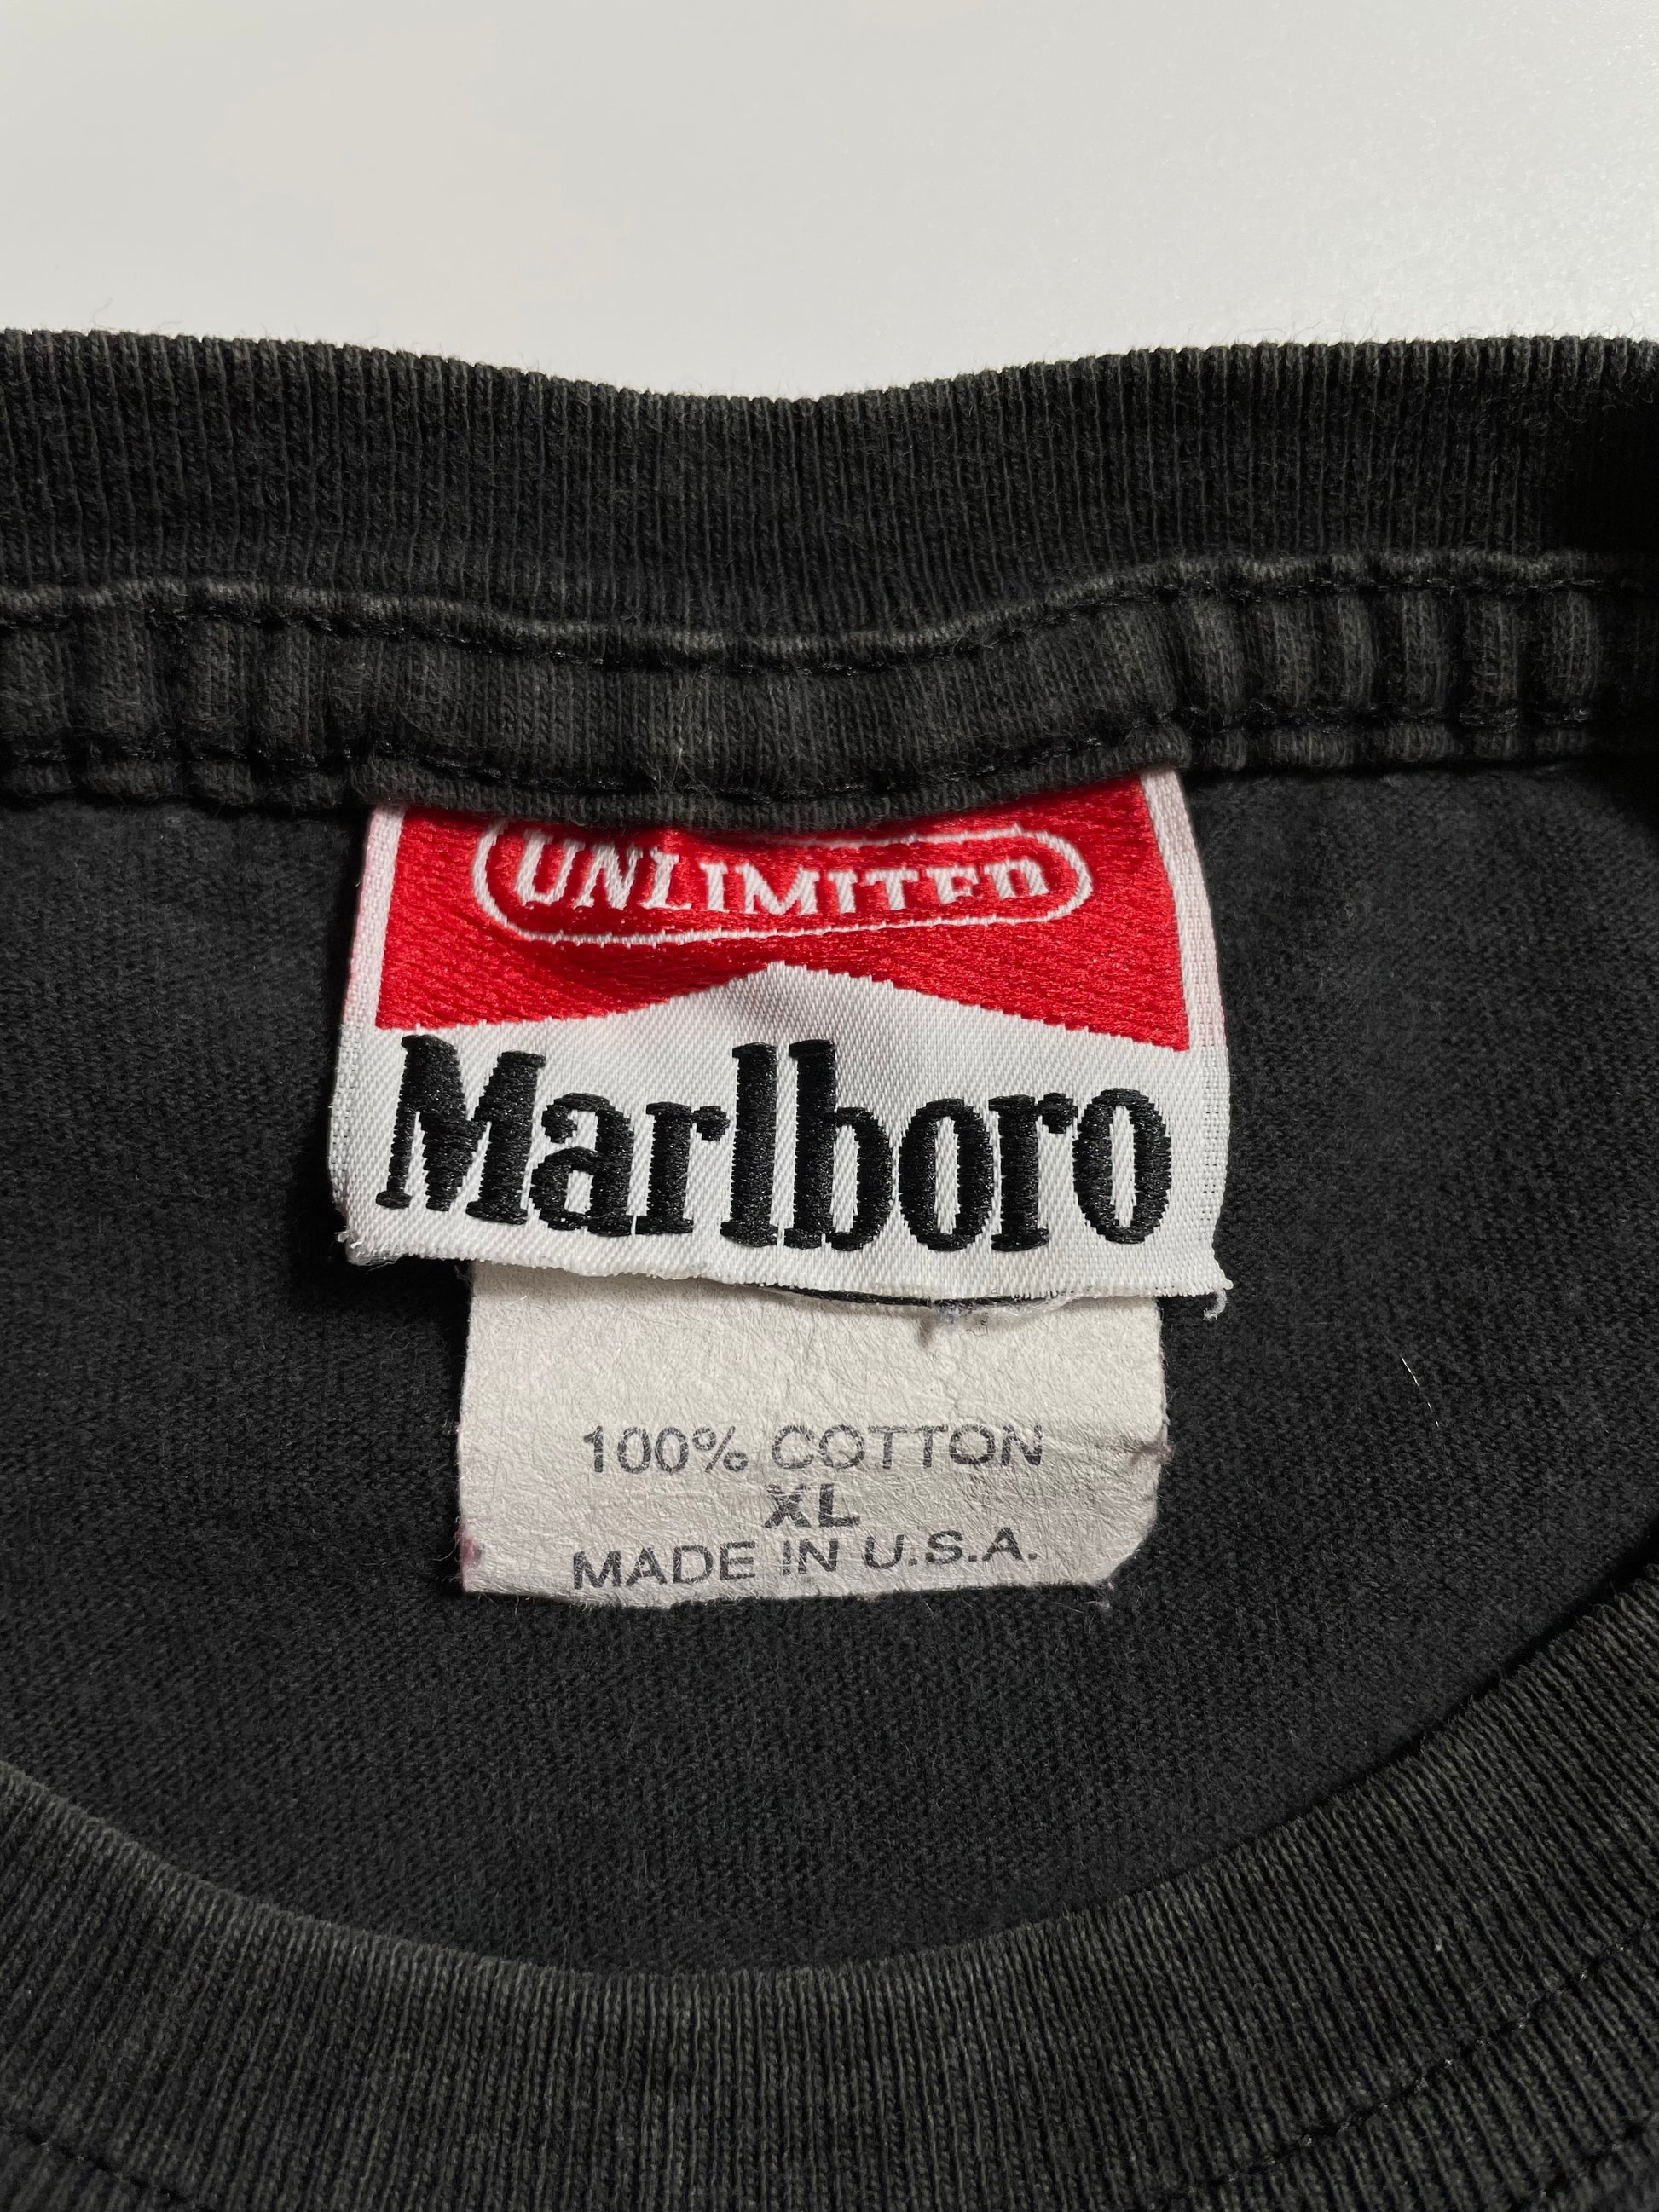 UNLIMITED
Marlboro
100% COTTON
XL
MADE IN U.S.A.